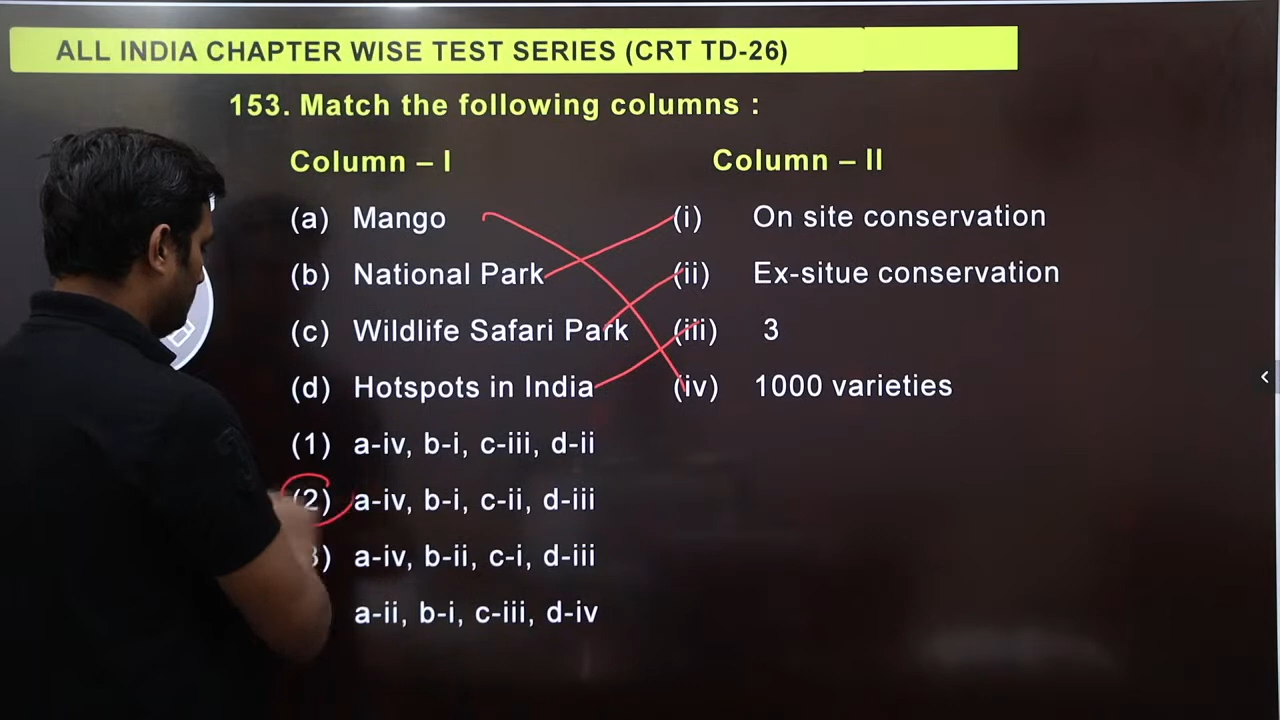 ALL INDIA CHAPTER WISE TEST SERIES (CRT TD-26)
153. Match the following columns :
Column – I Column – II
(a) Mango (i) On site conservation
(b) National Park (ii) Ex-situe conservation
(c) Wildlife Safari Park (iii) 3
(d) Hotspots in India (iv) 1000 varieties
(1) a-iv, b-i, c-iii, d-ii
(2) a-iv, b-i, c-ii, d-iii
3) a-iv, b-ii, c-i, d-iii
a-ii, b-i, c-iii, d-iv